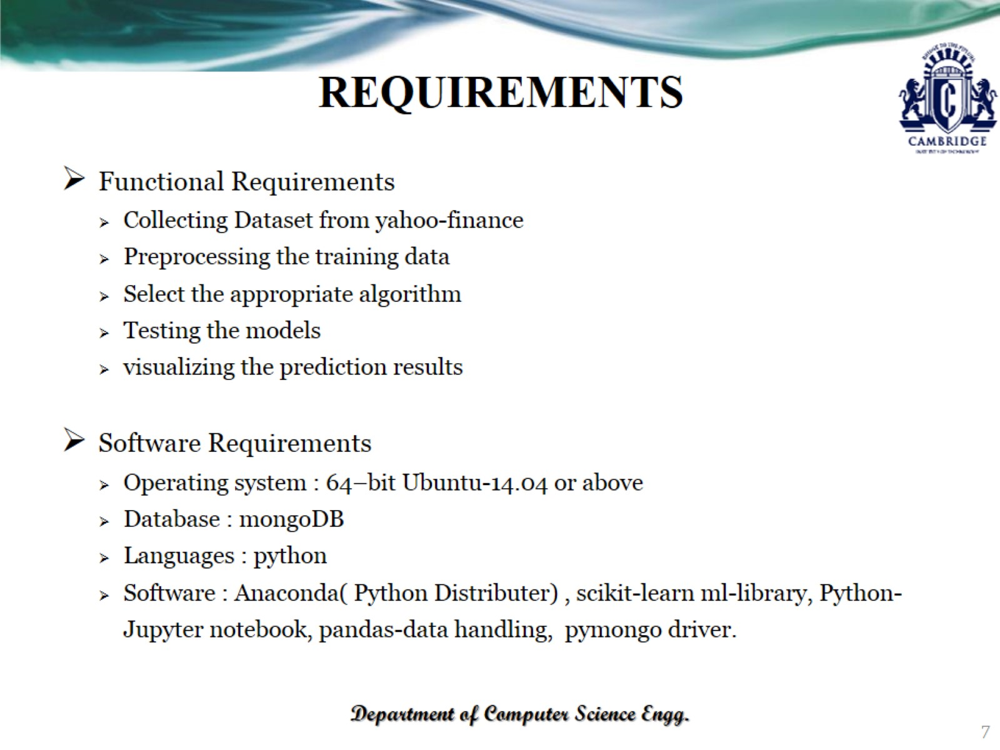 REQUIREMENTS
CAMBRIDGE
INSTITUTE OF TECHNOLOGY
➢ Functional Requirements
➢ Collecting Dataset from yahoo-finance
➢ Preprocessing the training data
➢ Select the appropriate algorithm
➢ Testing the models
➢ visualizing the prediction results
➢ Software Requirements
➢ Operating system : 64–bit Ubuntu-14.04 or above
➢ Database : mongoDB
➢ Languages : python
➢ Software : Anaconda( Python Distributer) , scikit-learn ml-library, Python-
Jupyter notebook, pandas-data handling, pymongo driver.
Department of Computer Science Engg.
7